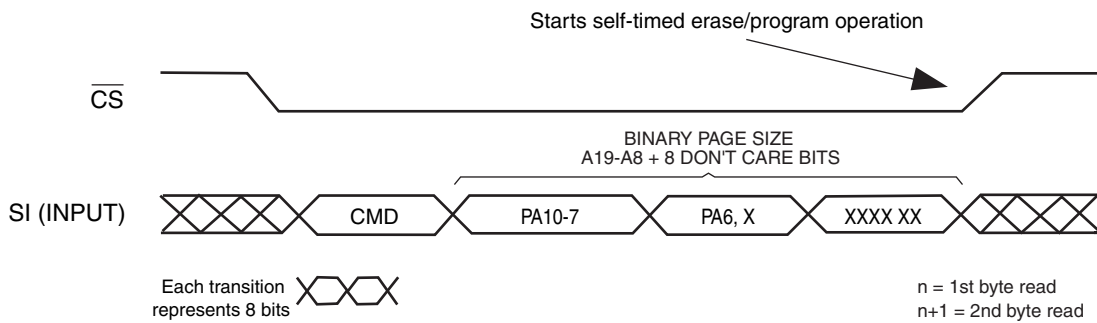 Starts self-timed erase/program operation
CS
BINARY PAGE SIZE
A19-A8 + 8 DON'T CARE BITS
SI (INPUT)
CMD
PA10-7
PA6, X
XXXX XX
Each transition
represents 8 bits
n = 1st byte read
n+1 = 2nd byte read